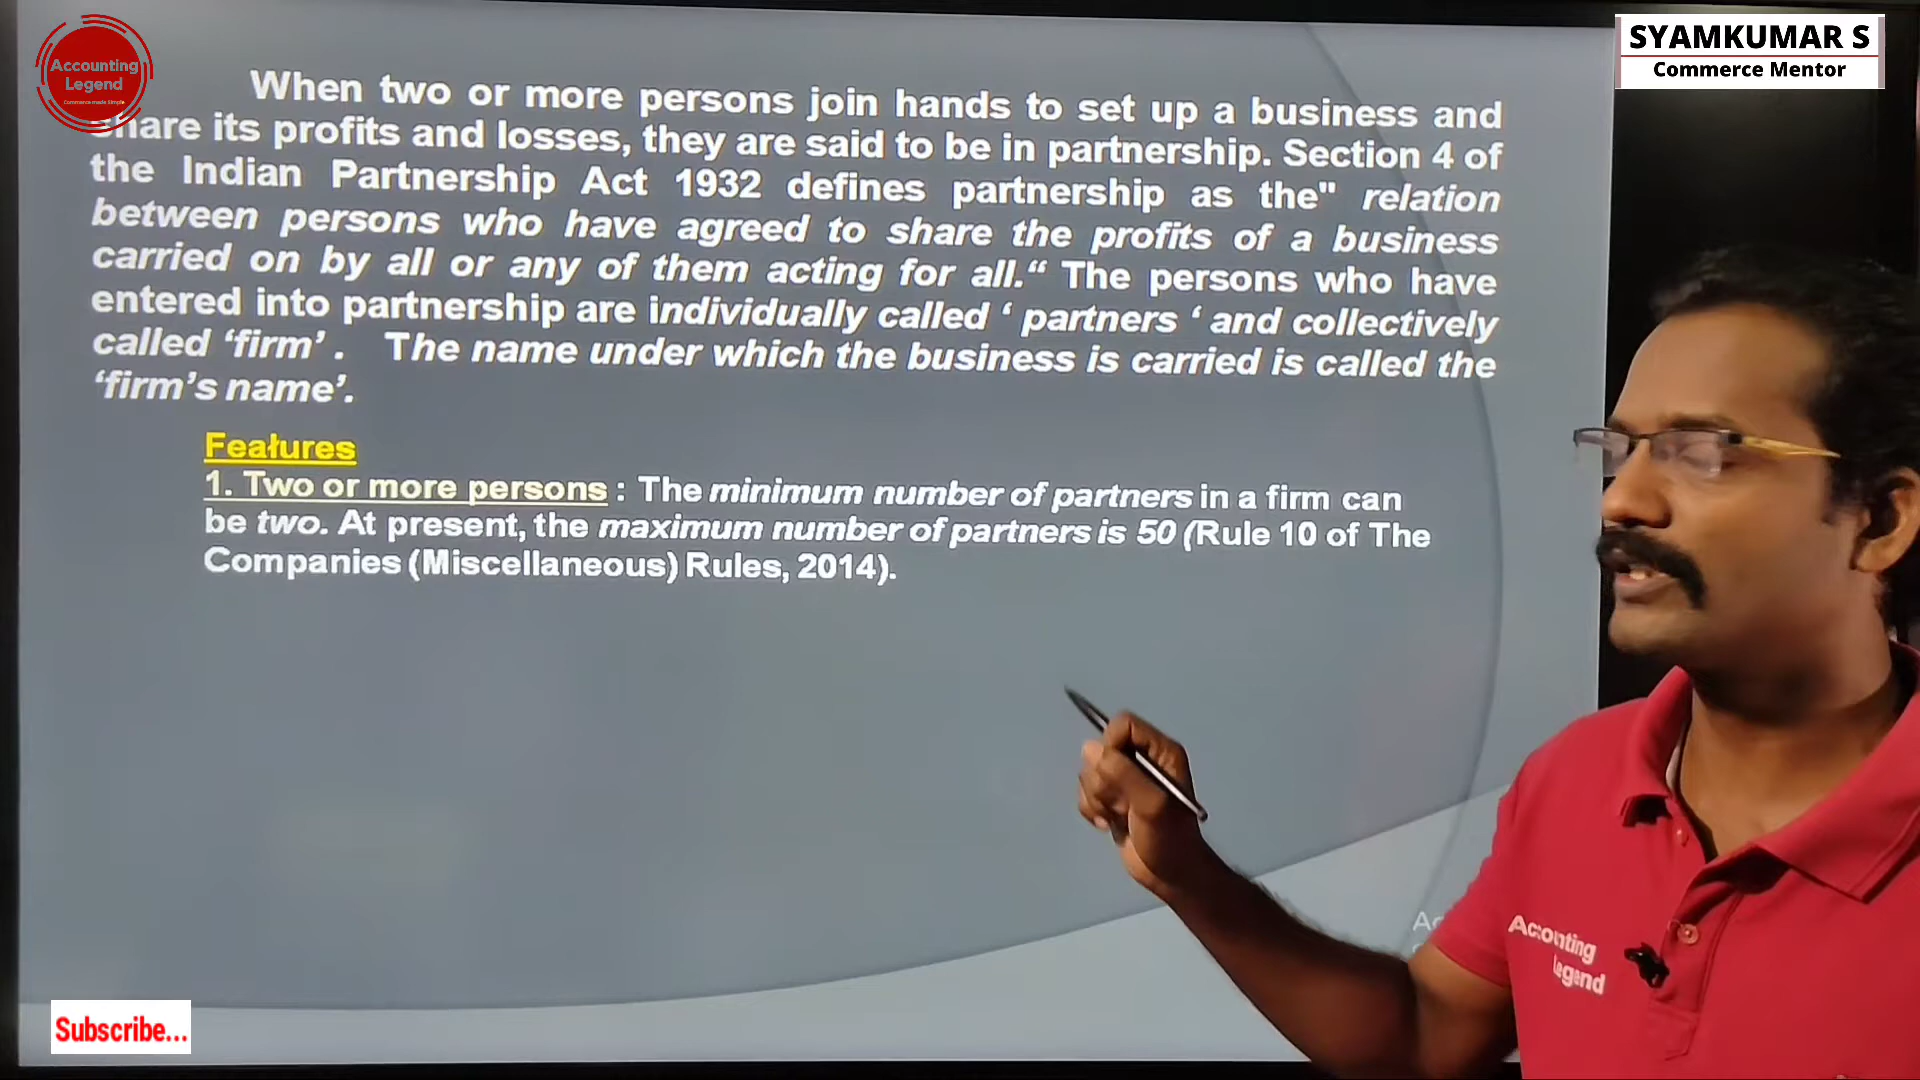 Accounting
Legend
Commerce made Simple
SYAMKUMAR S
Commerce Mentor
When two or more persons join hands to set up a business and
share its profits and losses, they are said to be in partnership. Section 4 of
the Indian Partnership Act 1932 defines partnership as the" relation
between persons who have agreed to share the profits of a business
carried on by all or any of them acting for all.“ The persons who have
entered into partnership are individually called ‘ partners ‘ and collectively
called ‘firm’ . The name under which the business is carried is called the
‘firm’s name’.
Features
1. Two or more persons : The minimum number of partners in a firm can
be two. At present, the maximum number of partners is 50 (Rule 10 of The
Companies (Miscellaneous) Rules, 2014).
Accounting
Legend
Subscribe...